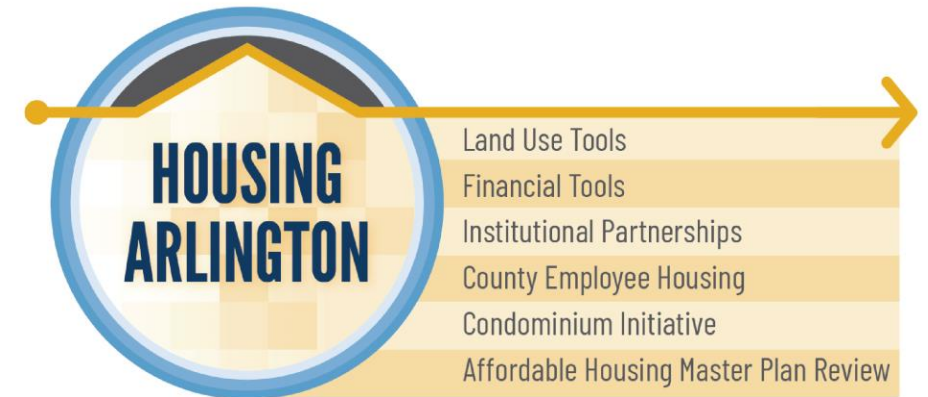 HOUSING
ARLINGTON
Land Use Tools
Financial Tools
Institutional Partnerships
County Employee Housing
Condominium Initiative
Affordable Housing Master Plan Review